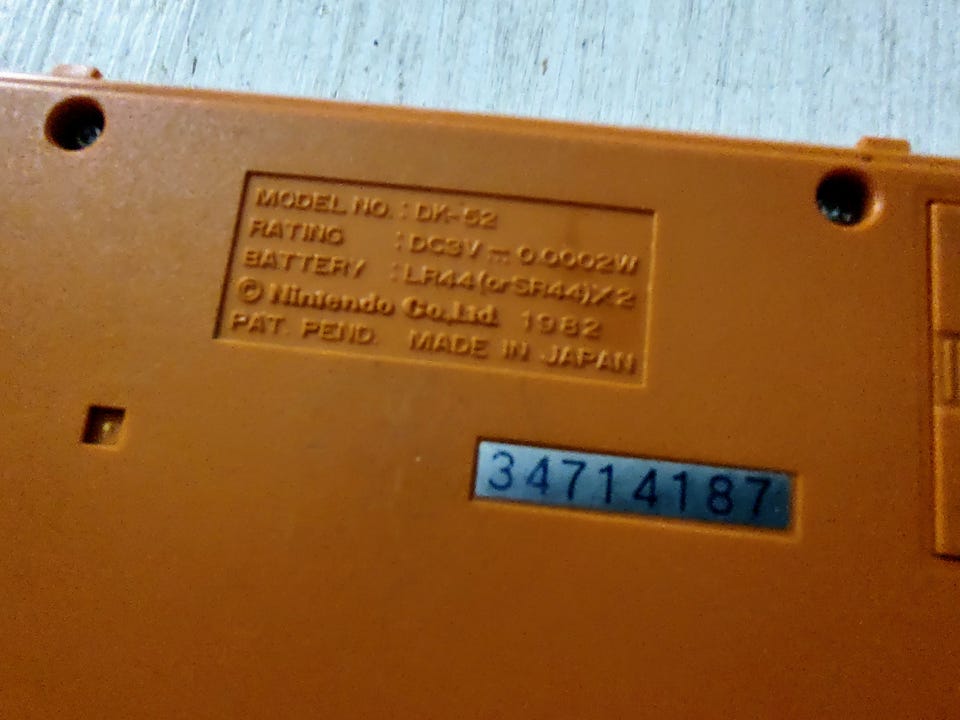 MODEL NO. : DK-52
RATING : DC3V ⎓ 0.0002W
BATTERY : LR44 (or SR44) X 2
© Nintendo Co., Ltd. 1982
PAT. PEND. MADE IN JAPAN
34714187